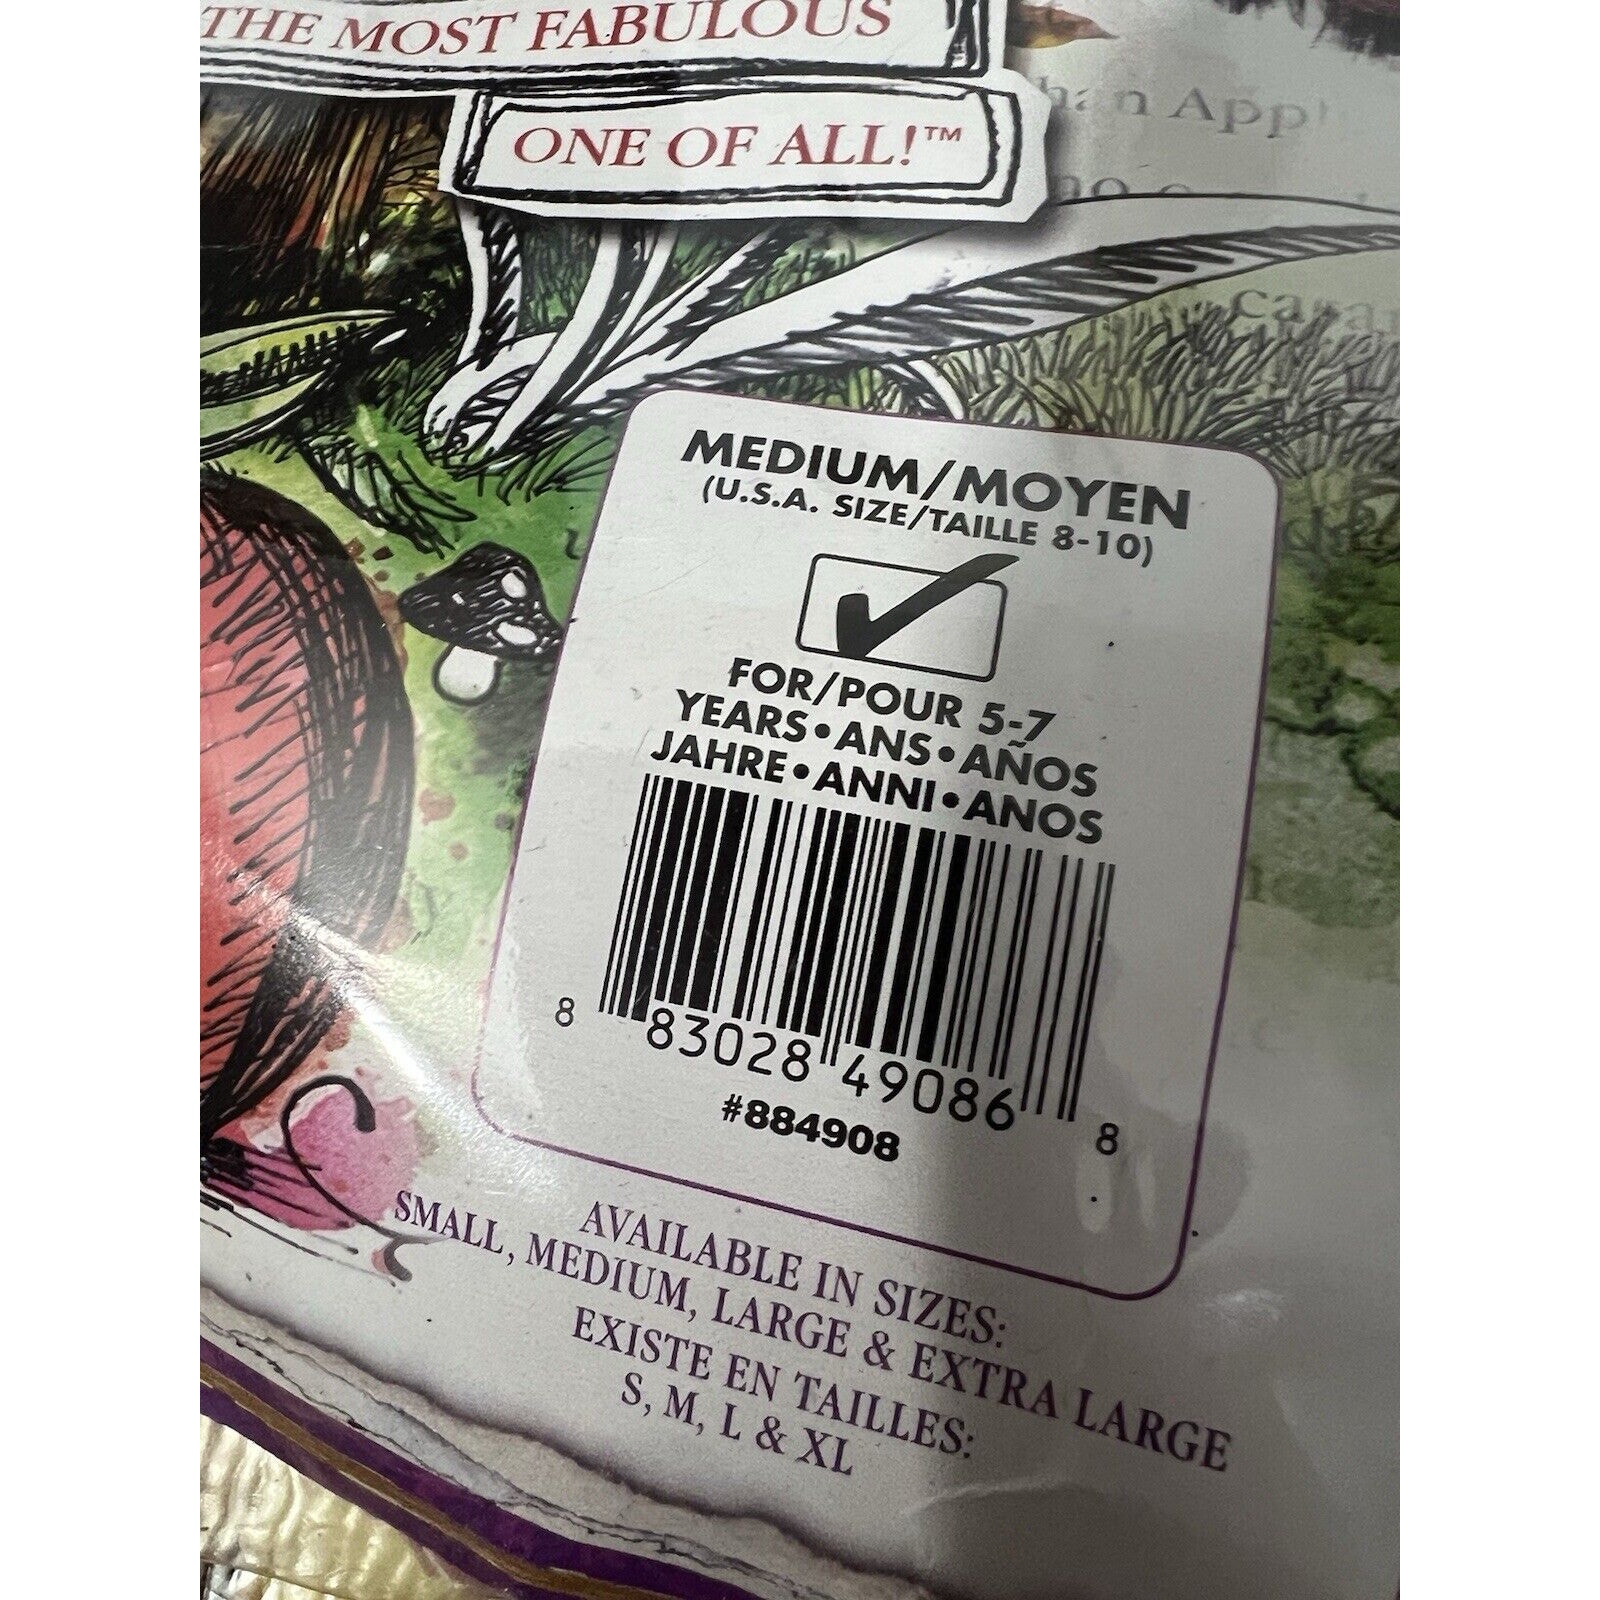 THE MOST FABULOUS
ONE OF ALL!™
MEDIUM/MOYEN
(U.S.A. SIZE/TAILLE 8-10)
FOR/POUR 5-7
YEARS•ANS•AÑOS
JAHRE•ANNI•ANOS
8 83028 49086 8
#884908
AVAILABLE IN SIZES:
SMALL, MEDIUM, LARGE & EXTRA LARGE
EXISTE EN TAILLES:
S, M, L & XL